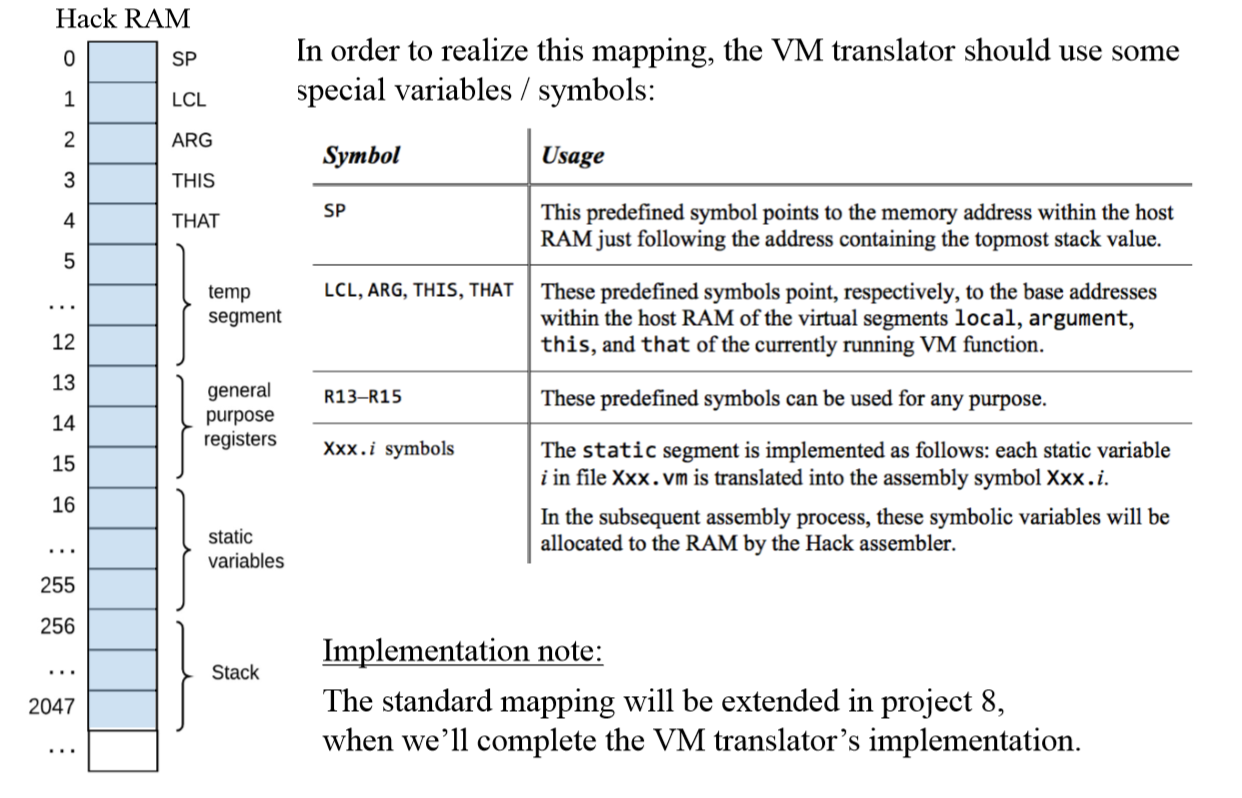 Hack RAM
0 SP
1 LCL
2 ARG
3 THIS
4 THAT
5
...
12
temp
segment
13
14
15
general
purpose
registers
16
...
255
static
variables
256
...
2047
Stack
...
In order to realize this mapping, the VM translator should use some
special variables / symbols:
Symbol Usage
SP This predefined symbol points to the memory address within the host
RAM just following the address containing the topmost stack value.
LCL, ARG, THIS, THAT These predefined symbols point, respectively, to the base addresses
within the host RAM of the virtual segments local, argument,
this, and that of the currently running VM function.
R13–R15 These predefined symbols can be used for any purpose.
Xxx.i symbols The static segment is implemented as follows: each static variable
i in file Xxx.vm is translated into the assembly symbol Xxx.i.
In the subsequent assembly process, these symbolic variables will be
allocated to the RAM by the Hack assembler.
Implementation note:
The standard mapping will be extended in project 8,
when we’ll complete the VM translator’s implementation.